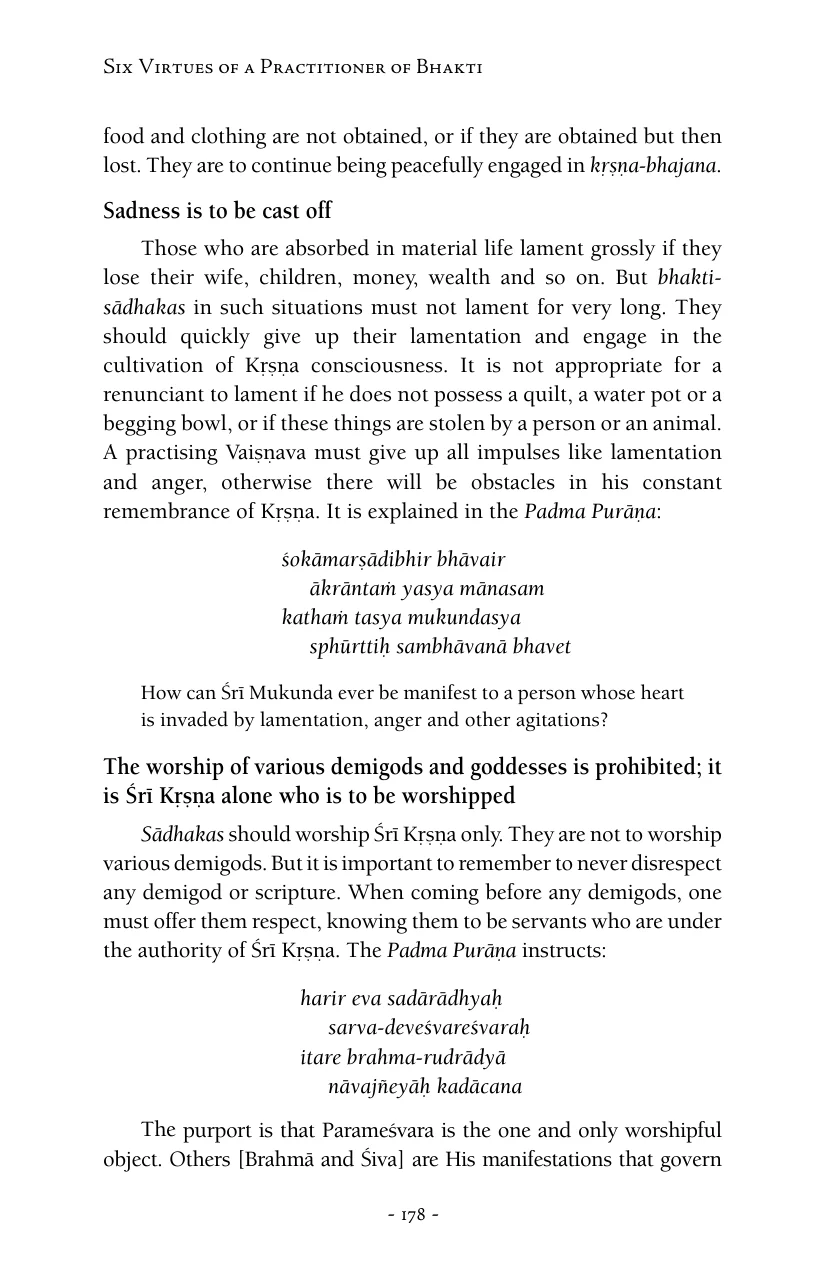 Six Virtues of a Practitioner of Bhakti
food and clothing are not obtained, or if they are obtained but then
lost. They are to continue being peacefully engaged in kṛṣṇa-bhajana.
Sadness is to be cast off
Those who are absorbed in material life lament grossly if they
lose their wife, children, money, wealth and so on. But bhakti-
sādhakas in such situations must not lament for very long. They
should quickly give up their lamentation and engage in the
cultivation of Kṛṣṇa consciousness. It is not appropriate for a
renunciant to lament if he does not possess a quilt, a water pot or a
begging bowl, or if these things are stolen by a person or an animal.
A practising Vaiṣṇava must give up all impulses like lamentation
and anger, otherwise there will be obstacles in his constant
remembrance of Kṛṣṇa. It is explained in the Padma Purāṇa:
śokāmarṣādibhir bhāvair
ākrāntaṁ yasya mānasam
kathaṁ tasya mukundasya
sphūrttiḥ sambhāvanā bhavet
How can Śrī Mukunda ever be manifest to a person whose heart
is invaded by lamentation, anger and other agitations?
The worship of various demigods and goddesses is prohibited; it
is Śrī Kṛṣṇa alone who is to be worshipped
Sādhakas should worship Śrī Kṛṣṇa only. They are not to worship
various demigods. But it is important to remember to never disrespect
any demigod or scripture. When coming before any demigods, one
must offer them respect, knowing them to be servants who are under
the authority of Śrī Kṛṣṇa. The Padma Purāṇa instructs:
harir eva sadārādhyaḥ
sarva-deveśvareśvaraḥ
itare brahma-rudrādyā
nāvajñeyāḥ kadācana
The purport is that Parameśvara is the one and only worshipful
object. Others [Brahmā and Śiva] are His manifestations that govern
- 178 -